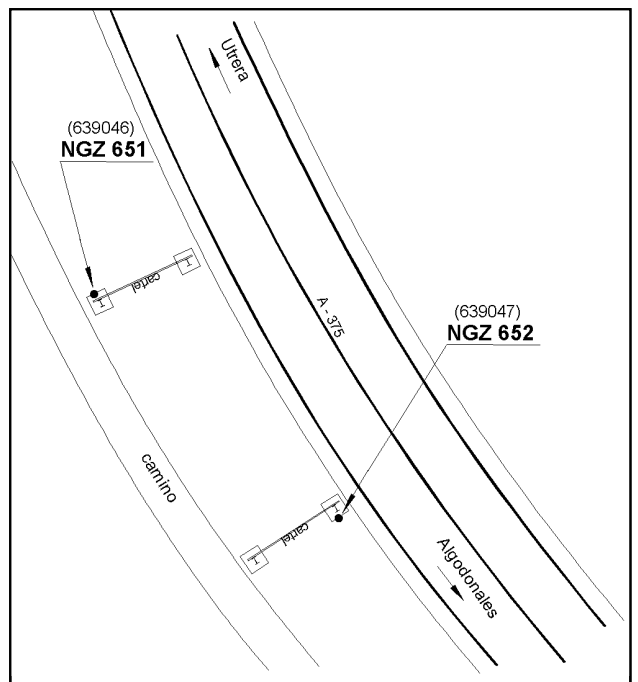 Utrera
(639046)
NGZ 651
cartel
A - 375
(639047)
NGZ 652
camino
cartel
Algodonales